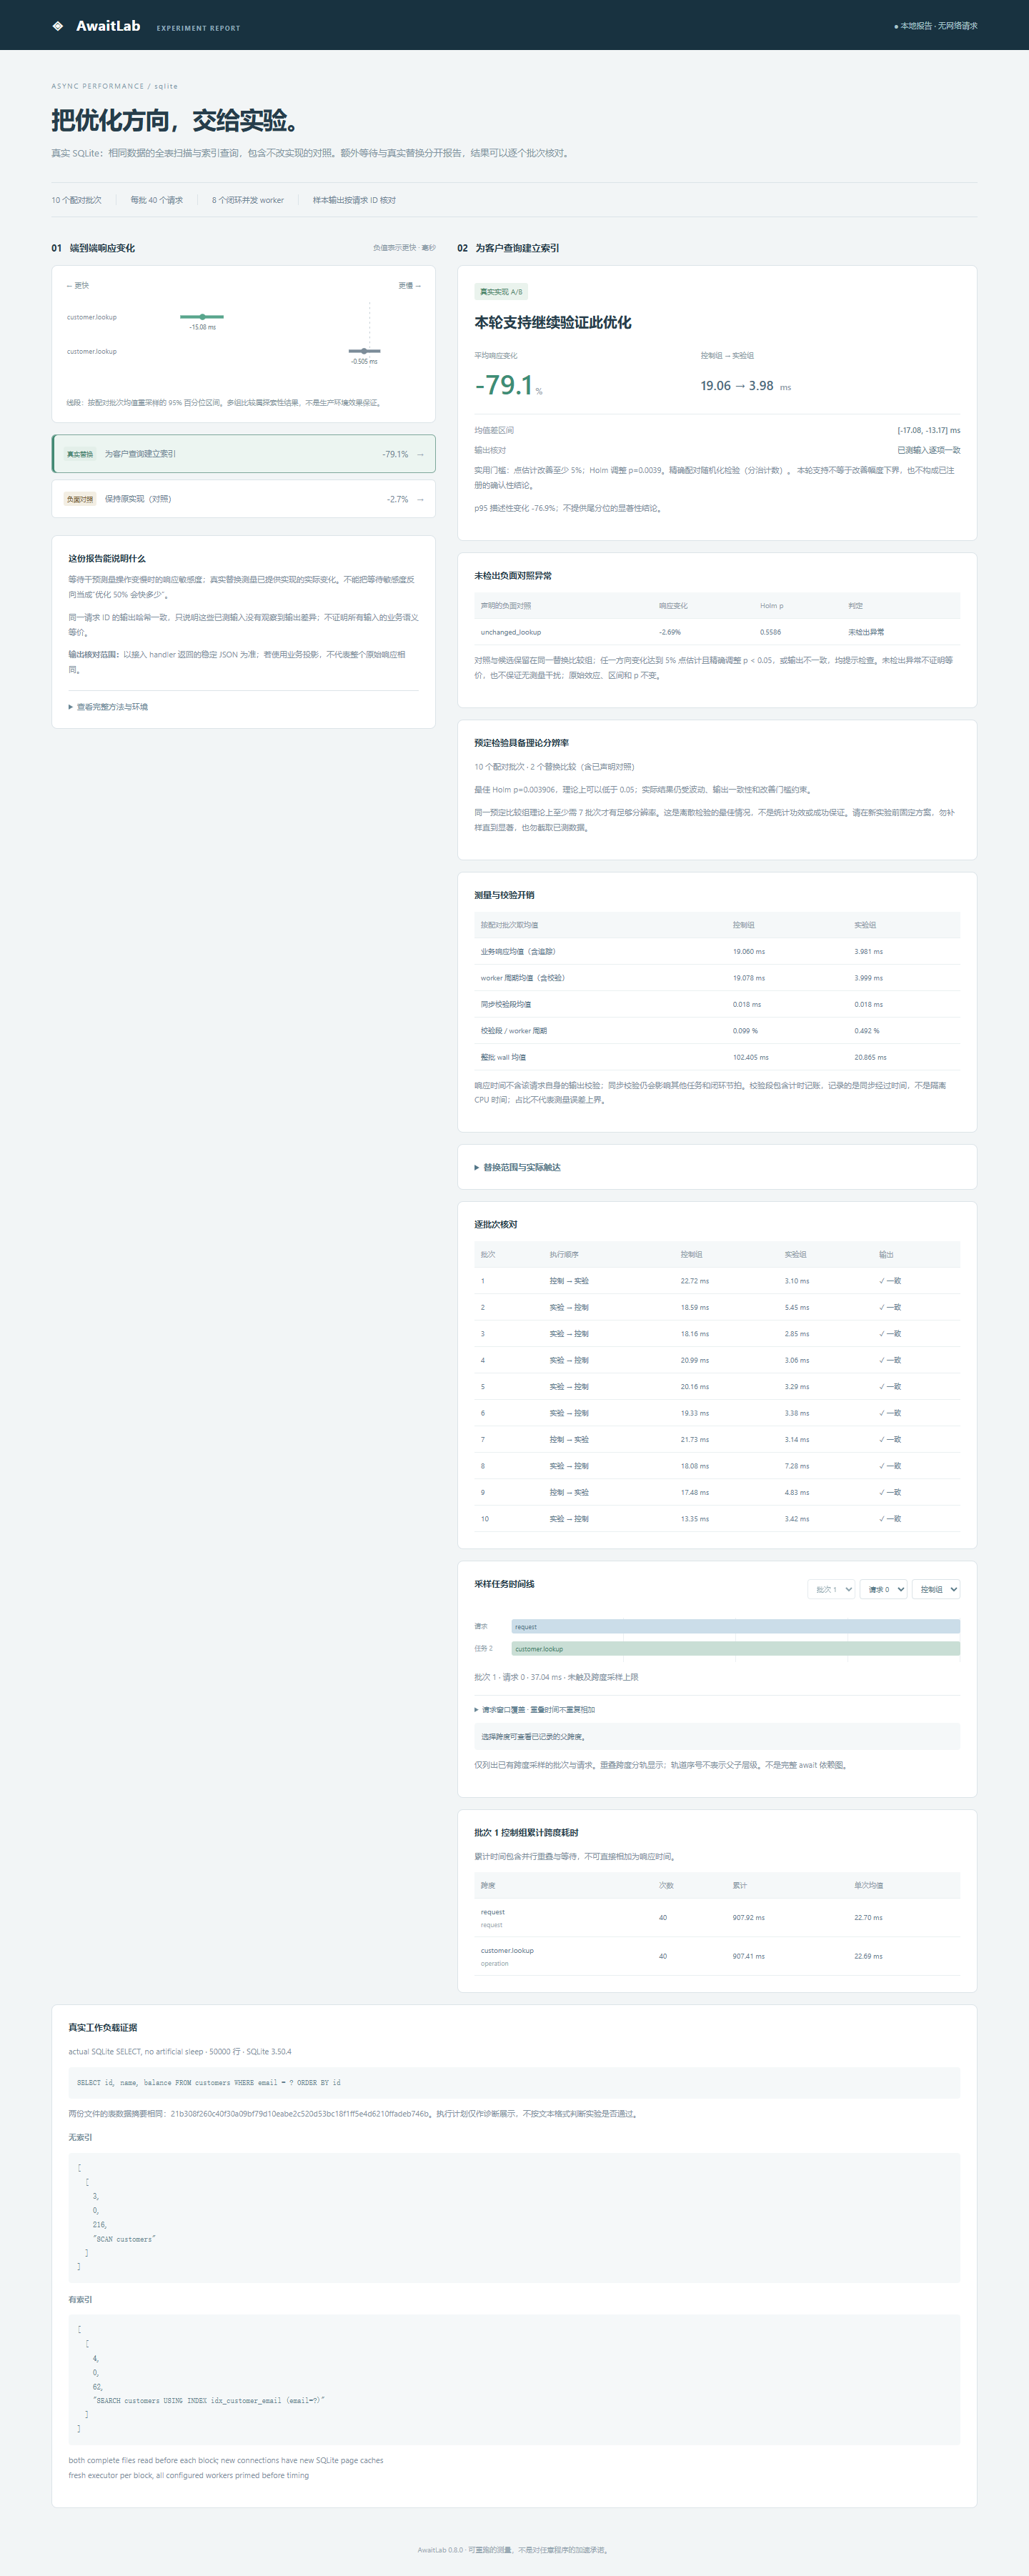 AwaitLab EXPERIMENT REPORT
● 本地报告 · 无网络请求
ASYNC PERFORMANCE / sqlite
把优化方向，交给实验。
真实 SQLite：相同数据的全表扫描与索引查询，包含不改实现的对照。额外等待与真实替换分开报告，结果可以逐个批次核对。
10 个配对批次
每批 40 个请求
8 个闭环并发 worker
样本输出按请求 ID 核对
01 端到端响应变化
负值表示更快 · 毫秒
← 更快
更慢 →
customer.lookup
-15.08 ms
customer.lookup
-0.505 ms
线段：按配对批次均值重采样的 95% 百分位区间。多组比较属探索性结果，不是生产环境效果保证。
真实替换 为客户查询建立索引 -79.1% →
负面对照 保持原实现（对照） -2.7% →
这份报告能说明什么
等待干预测量操作变慢时的响应敏感度；真实替换测量已提供实现的实际变化。不能把等待敏感度反
向当成"优化 50% 会快多少"。
同一请求 ID 的输出哈希一致，只说明这些已测输入没有观察到输出差异；不证明所有输入的业务语义
等价。
输出核对范围：以接入 handler 返回的稳定 JSON 为准；若使用业务投影，不代表整个原始响应相
同。
▶ 查看完整方法与环境
02 为客户查询建立索引
真实实现 A/B
本轮支持继续验证此优化
平均响应变化
控制组 → 实验组
-79.1 %
19.06 → 3.98 ms
均值差区间 [-17.08, -13.17] ms
输出核对 已测输入逐项一致
实用门槛：点估计改善至少 5%；Holm 调整 p=0.0039。精确配对随机化检验（分治计数）。 本轮支持不等于改善幅度下界，也不构成已注
册的确认性结论。
p95 描述性变化 -76.9%；不提供尾分位的显著性结论。
未检出负面对照异常
声明的负面对照 响应变化 Holm p 判定
unchanged_lookup -2.69% 0.5586 未检出异常
对照与候选保留在同一替换比较组；任一方向变化达到 5% 点估计且精确调整 p < 0.05，或输出不一致，均提示检查。未检出异常不证明等
价，也不保证无测量干扰；原始效应、区间和 p 不变。
预定检验具备理论分辨率
10 个配对批次 · 2 个替换比较（含已声明对照）
最佳 Holm p=0.003906，理论上可以低于 0.05；实际结果仍受波动、输出一致性和改善门槛约束。
同一预定比较组理论上至少需 7 批次才有足够分辨率。这是离散检验的最佳情况，不是统计功效或成功保证。请在新实验前固定方案，勿补
样直到显著，也勿截取已测数据。
测量与校验开销
按配对批次取均值 控制组 实验组
业务响应均值（含追踪） 19.060 ms 3.981 ms
worker 周期均值（含校验） 19.078 ms 3.999 ms
同步校验段均值 0.018 ms 0.018 ms
校验段 / worker 周期 0.099 % 0.492 %
整批 wall 均值 102.405 ms 20.865 ms
响应时间不含该请求自身的输出校验；同步校验仍会影响其他任务和闭环节拍。校验段包含计时记账，记录的是同步经过时间，不是隔离
CPU 时间；占比不代表测量误差上界。
▶ 替换范围与实际触达
逐批次核对
批次 执行顺序 控制组 实验组 输出
1 控制 → 实验 22.72 ms 3.10 ms ✓ 一致
2 实验 → 控制 18.59 ms 5.45 ms ✓ 一致
3 实验 → 控制 18.16 ms 2.85 ms ✓ 一致
4 实验 → 控制 20.99 ms 3.06 ms ✓ 一致
5 实验 → 控制 20.16 ms 3.29 ms ✓ 一致
6 实验 → 控制 19.33 ms 3.38 ms ✓ 一致
7 控制 → 实验 21.73 ms 3.14 ms ✓ 一致
8 实验 → 控制 18.08 ms 7.28 ms ✓ 一致
9 控制 → 实验 17.48 ms 4.83 ms ✓ 一致
10 实验 → 控制 13.35 ms 3.42 ms ✓ 一致
采样任务时间线
批次 1 请求 0 控制组
请求 request
任务 2 customer.lookup
批次 1 · 请求 0 · 37.04 ms · 未触及跨度采样上限
▶ 请求窗口覆盖 · 重叠时间不重复相加
选择跨度可查看已记录的父跨度。
仅列出已有跨度采样的批次与请求。重叠跨度分轨显示；轨道序号不表示父子层级。不是完整 await 依赖图。
批次 1 控制组累计跨度耗时
累计时间包含并行重叠与等待，不可直接相加为响应时间。
跨度 次数 累计 单次均值
request
request
40 907.92 ms 22.70 ms
customer.lookup
operation
40 907.41 ms 22.69 ms
真实工作负载证据
actual SQLite SELECT, no artificial sleep · 50000 行 · SQLite 3.50.4
SELECT id, name, balance FROM customers WHERE email = ? ORDER BY id
两份文件的表数据摘要相同：21b308f260c40f30a09bf79d10eabe2c520d53bc18f1ff5e4d6210ffadeb746b。执行计划仅作诊断展示，不按文本格式判断实验是否通过。
无索引
[
[
3,
0,
216,
"SCAN customers"
]
]
有索引
[
[
4,
0,
62,
"SEARCH customers USING INDEX idx_customer_email (email=?)"
]
]
both complete files read before each block; new connections have new SQLite page caches
fresh executor per block, all configured workers primed before timing
AwaitLab 0.8.0 · 可重跑的测量，不是对任意程序的加速承诺。